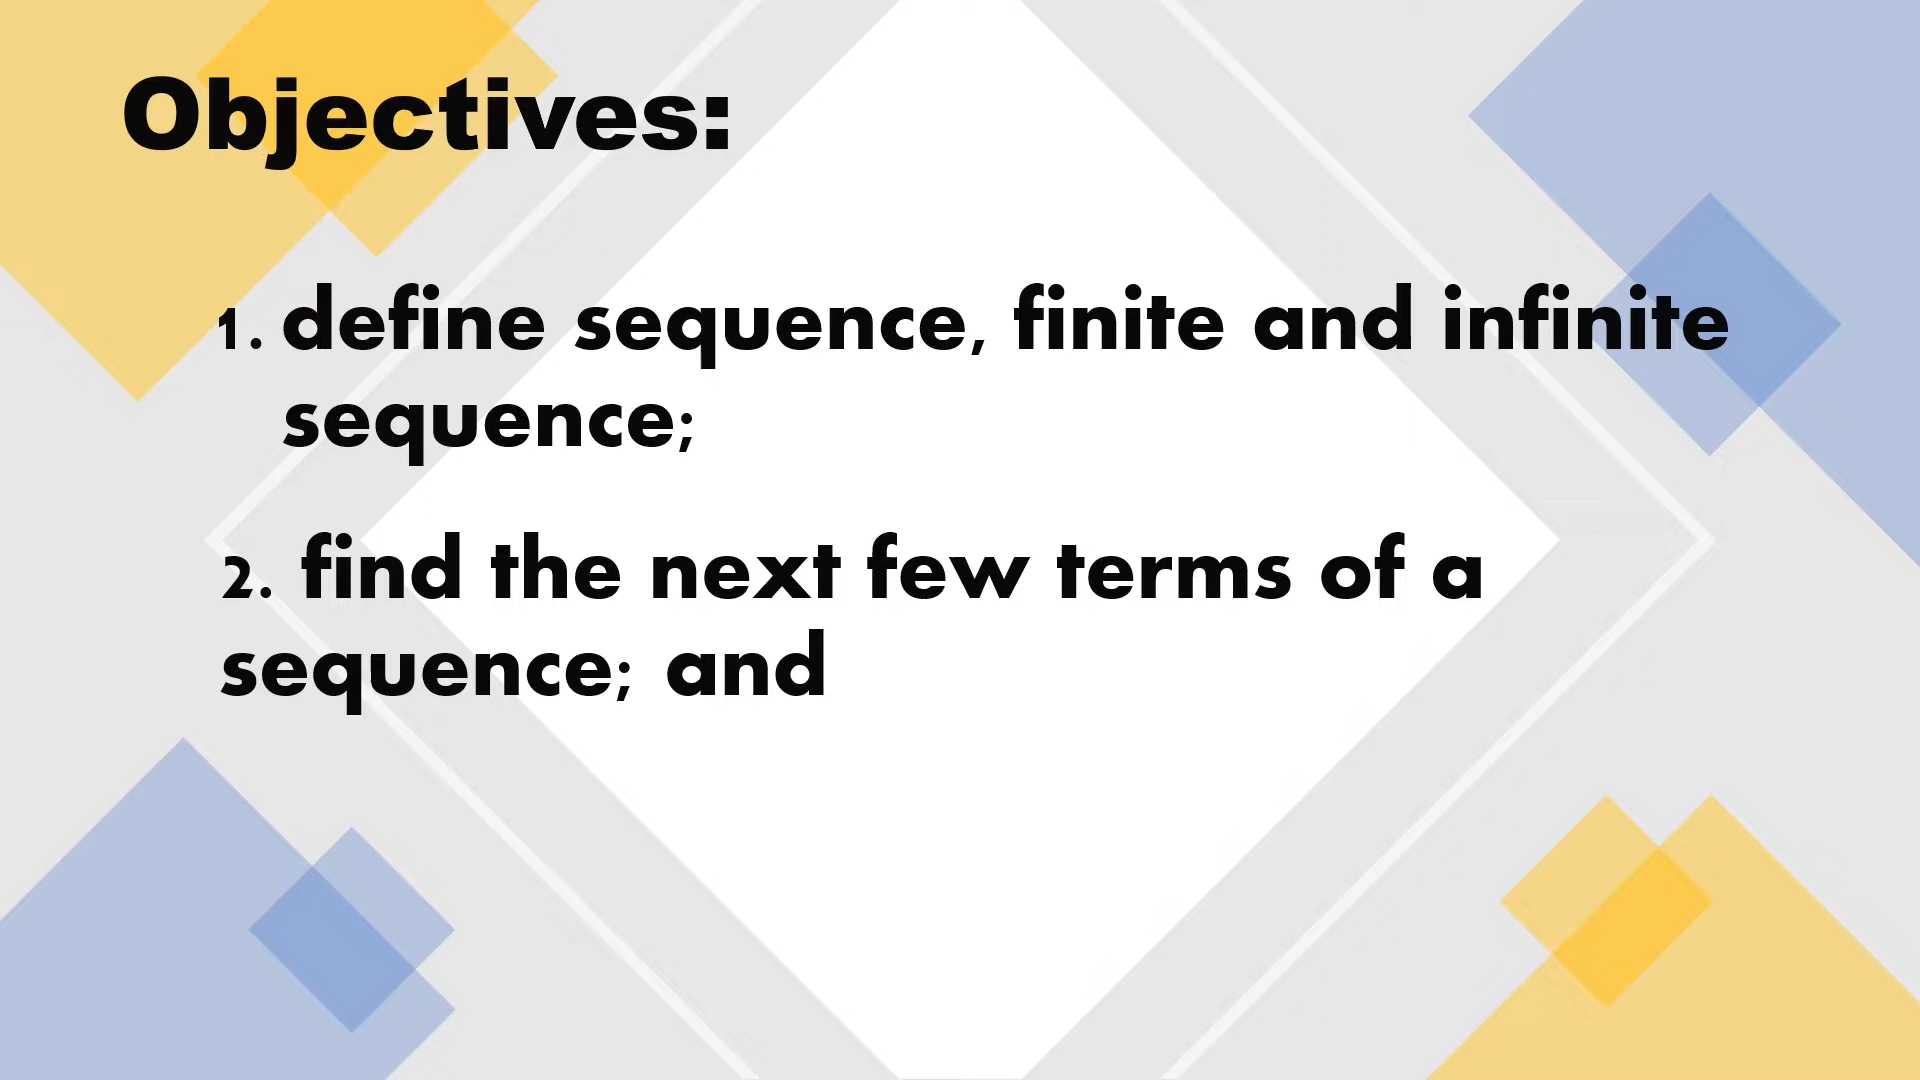 Objectives:
1. define sequence, finite and infinite
sequence;
2. find the next few terms of a
sequence; and